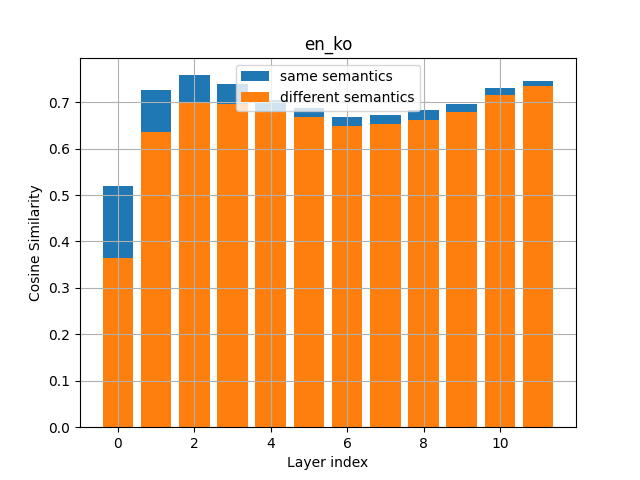 en_ko
same semantics
different semantics
0.7
0.6
0.5
0.4
0.3
0.2
0.1
0.0
Cosine Similarity
0 2 4 6 8 10
Layer index